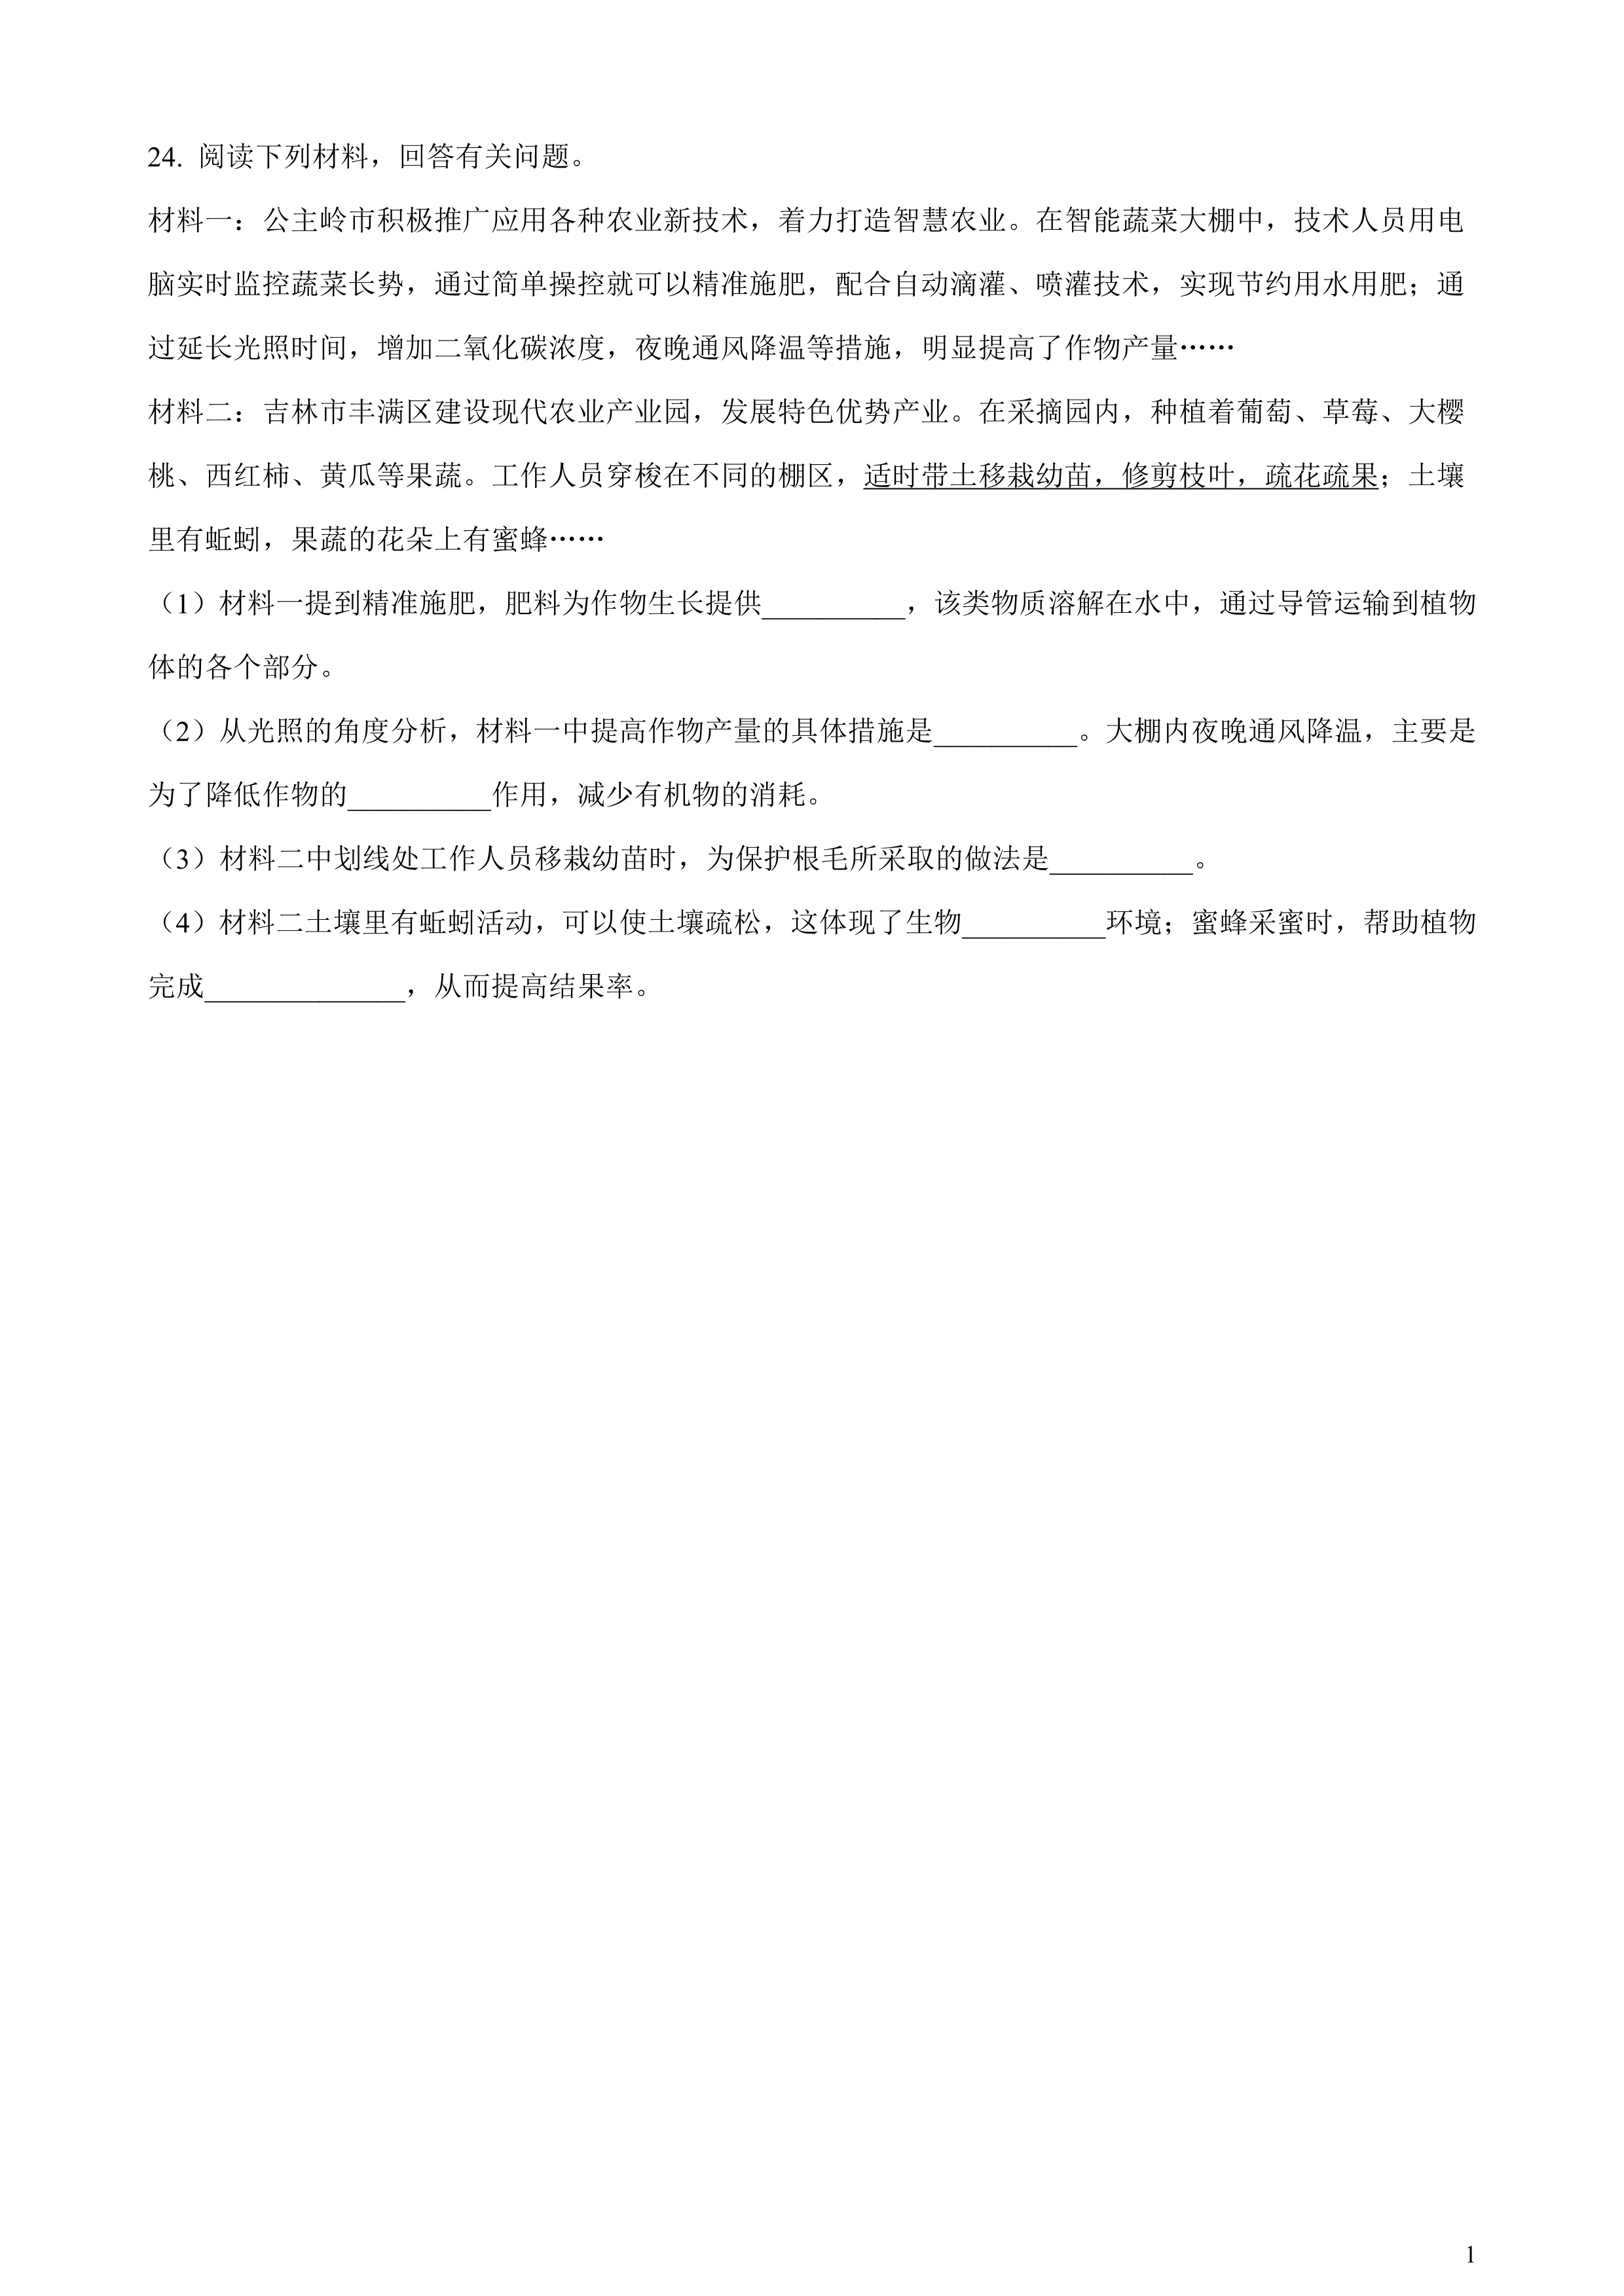 24. 阅读下列材料，回答有关问题。
材料一：公主岭市积极推广应用各种农业新技术，着力打造智慧农业。在智能蔬菜大棚中，技术人员用电
脑实时监控蔬菜长势，通过简单操控就可以精准施肥，配合自动滴灌、喷灌技术，实现节约用水用肥；通
过延长光照时间，增加二氧化碳浓度，夜晚通风降温等措施，明显提高了作物产量……
材料二：吉林市丰满区建设现代农业产业园，发展特色优势产业。在采摘园内，种植着葡萄、草莓、大樱
桃、西红柿、黄瓜等果蔬。工作人员穿梭在不同的棚区，适时带土移栽幼苗，修剪枝叶，疏花疏果；土壤
里有蚯蚓，果蔬的花朵上有蜜蜂……
（1）材料一提到精准施肥，肥料为作物生长提供__________，该类物质溶解在水中，通过导管运输到植物
体的各个部分。
（2）从光照的角度分析，材料一中提高作物产量的具体措施是__________。大棚内夜晚通风降温，主要是
为了降低作物的__________作用，减少有机物的消耗。
（3）材料二中划线处工作人员移栽幼苗时，为保护根毛所采取的做法是__________。
（4）材料二土壤里有蚯蚓活动，可以使土壤疏松，这体现了生物__________环境；蜜蜂采蜜时，帮助植物
完成______________，从而提高结果率。
1